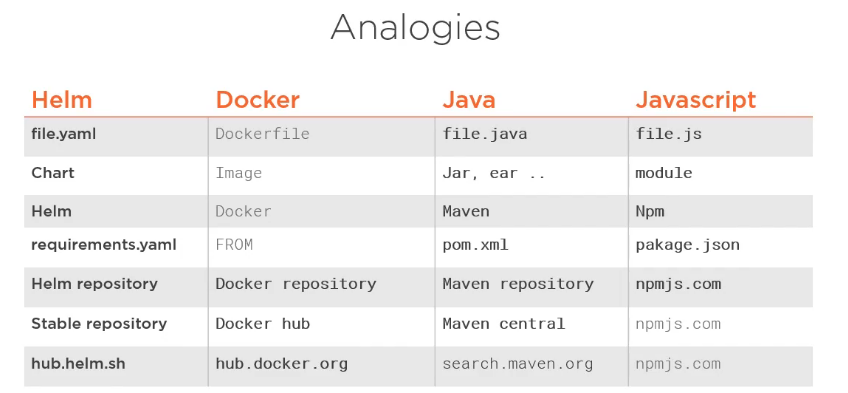 Analogies
Helm Docker Java Javascript
file.yaml Dockerfile file.java file.js
Chart Image Jar, ear .. module
Helm Docker Maven Npm
requirements.yaml FROM pom.xml pakage.json
Helm repository Docker repository Maven repository npmjs.com
Stable repository Docker hub Maven central npmjs.com
hub.helm.sh hub.docker.org search.maven.org npmjs.com